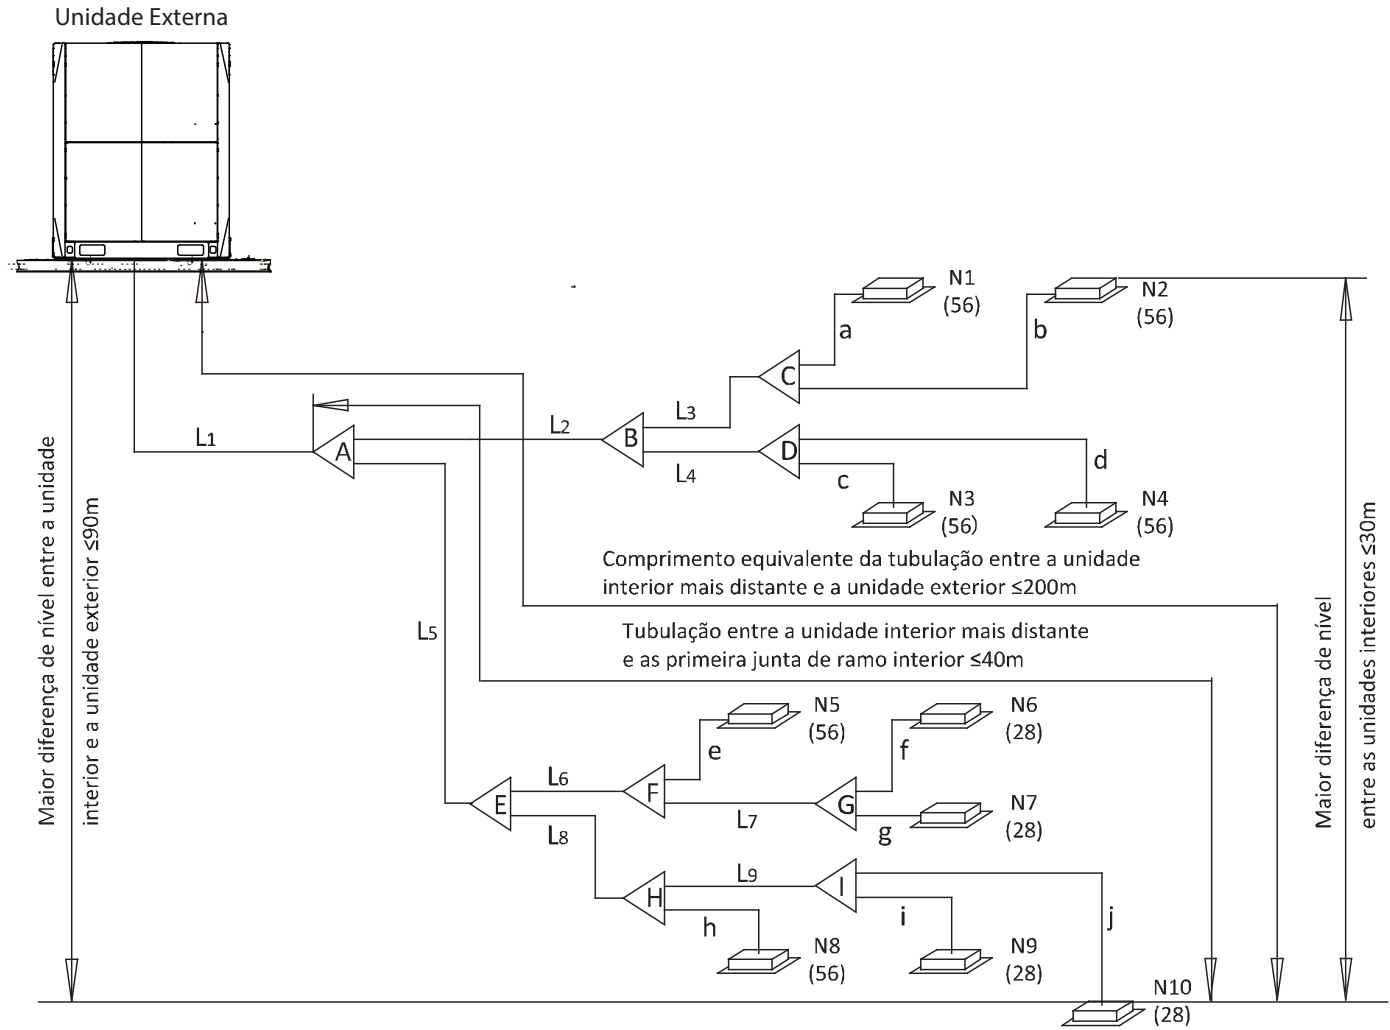 Unidade Externa
N1
(56)
N2
(56)
a
b
C
L3
L2
B
L1
A
L4
D
c
d
N3
(56)
N4
(56)
Comprimento equivalente da tubulação entre a unidade
interior mais distante e a unidade exterior ≤200m
Tubulação entre a unidade interior mais distante
e as primeira junta de ramo interior ≤40m
Maior diferença de nível entre a unidade
interior e a unidade exterior ≤90m
Maior diferença de nível
entre as unidades interiores ≤30m
L5
N5
(56)
N6
(28)
e
f
L6
F
E
G
L7
g
N7
(28)
L8
L9
I
H
h
i
j
N8
(56)
N9
(28)
N10
(28)